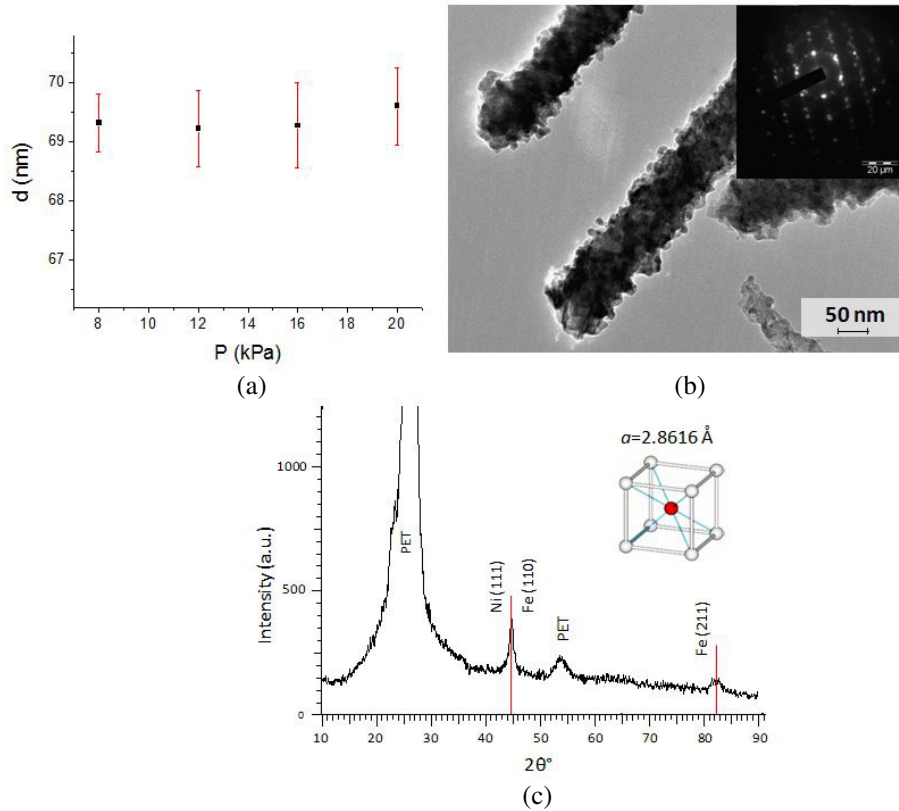 70
69
68
67
d (nm)
8 10 12 14 16 18 20
P (kPa)
(a)
20 µm
50 nm
(b)
a=2.8616 Å
1000
500
0
Intensity (a.u.)
PET
Ni (111)
Fe (110)
PET
Fe (211)
10 20 30 40 50 60 70 80 90
2θ°
(c)